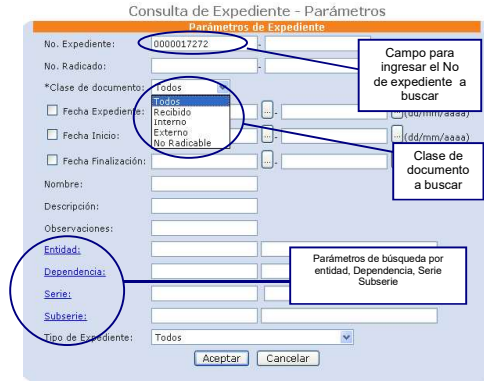 Consulta de Expediente - Parámetros
Parámetros de Expediente
No. Expediente: 0000017272 -
Campo para
ingresar el No
de expediente a
buscar
No. Radicado: -
*Clase de documento: Todos
Todos
Recibido
Interno
Externo
No Radicable
Fecha Expediente: ... - ... (dd/mm/aaaa)
Fecha Inicio: ... - ... (dd/mm/aaaa)
Fecha Finalización: ... -
Clase de
documento
a buscar
Nombre:
Descripción:
Observaciones:
Entidad:
Dependencia:
Serie:
Subserie:
Parámetros de búsqueda por
entidad, Dependencia, Serie
Subserie
Tipo de Expediente: Todos
Aceptar Cancelar